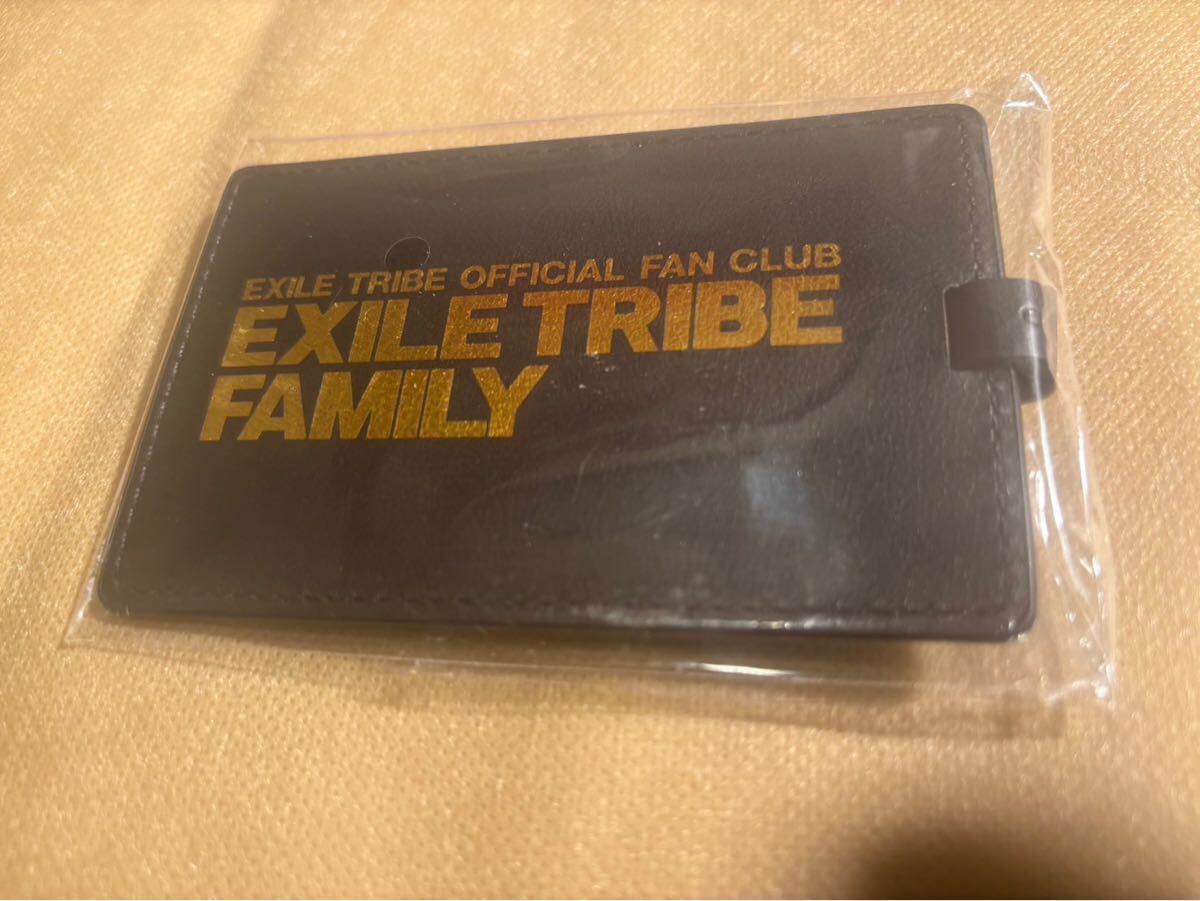 EXILE TRIBE OFFICIAL FAN CLUB
EXILE TRIBE
FAMILY